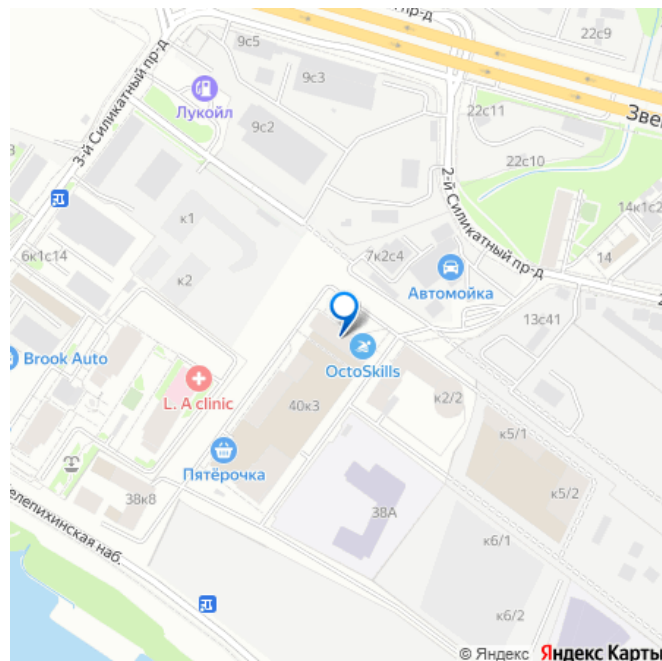 пр-д
22с9
9с5
9с3
3-й Силикатный пр-д
Лукойл
9с2
22с11
Зве
22с10
2-й Силикатный пр-д
14к1с2
к1
6к1с14
7к2с4
14
к2
Автомойка
13с41
Brook Auto
OctoSkills
L. A clinic
40к3
к2/2
к5/1
Пятёрочка
38к8
к5/2
38А
елепихинская наб.
к6/1
к6/2
© Яндекс Яндекс Карты